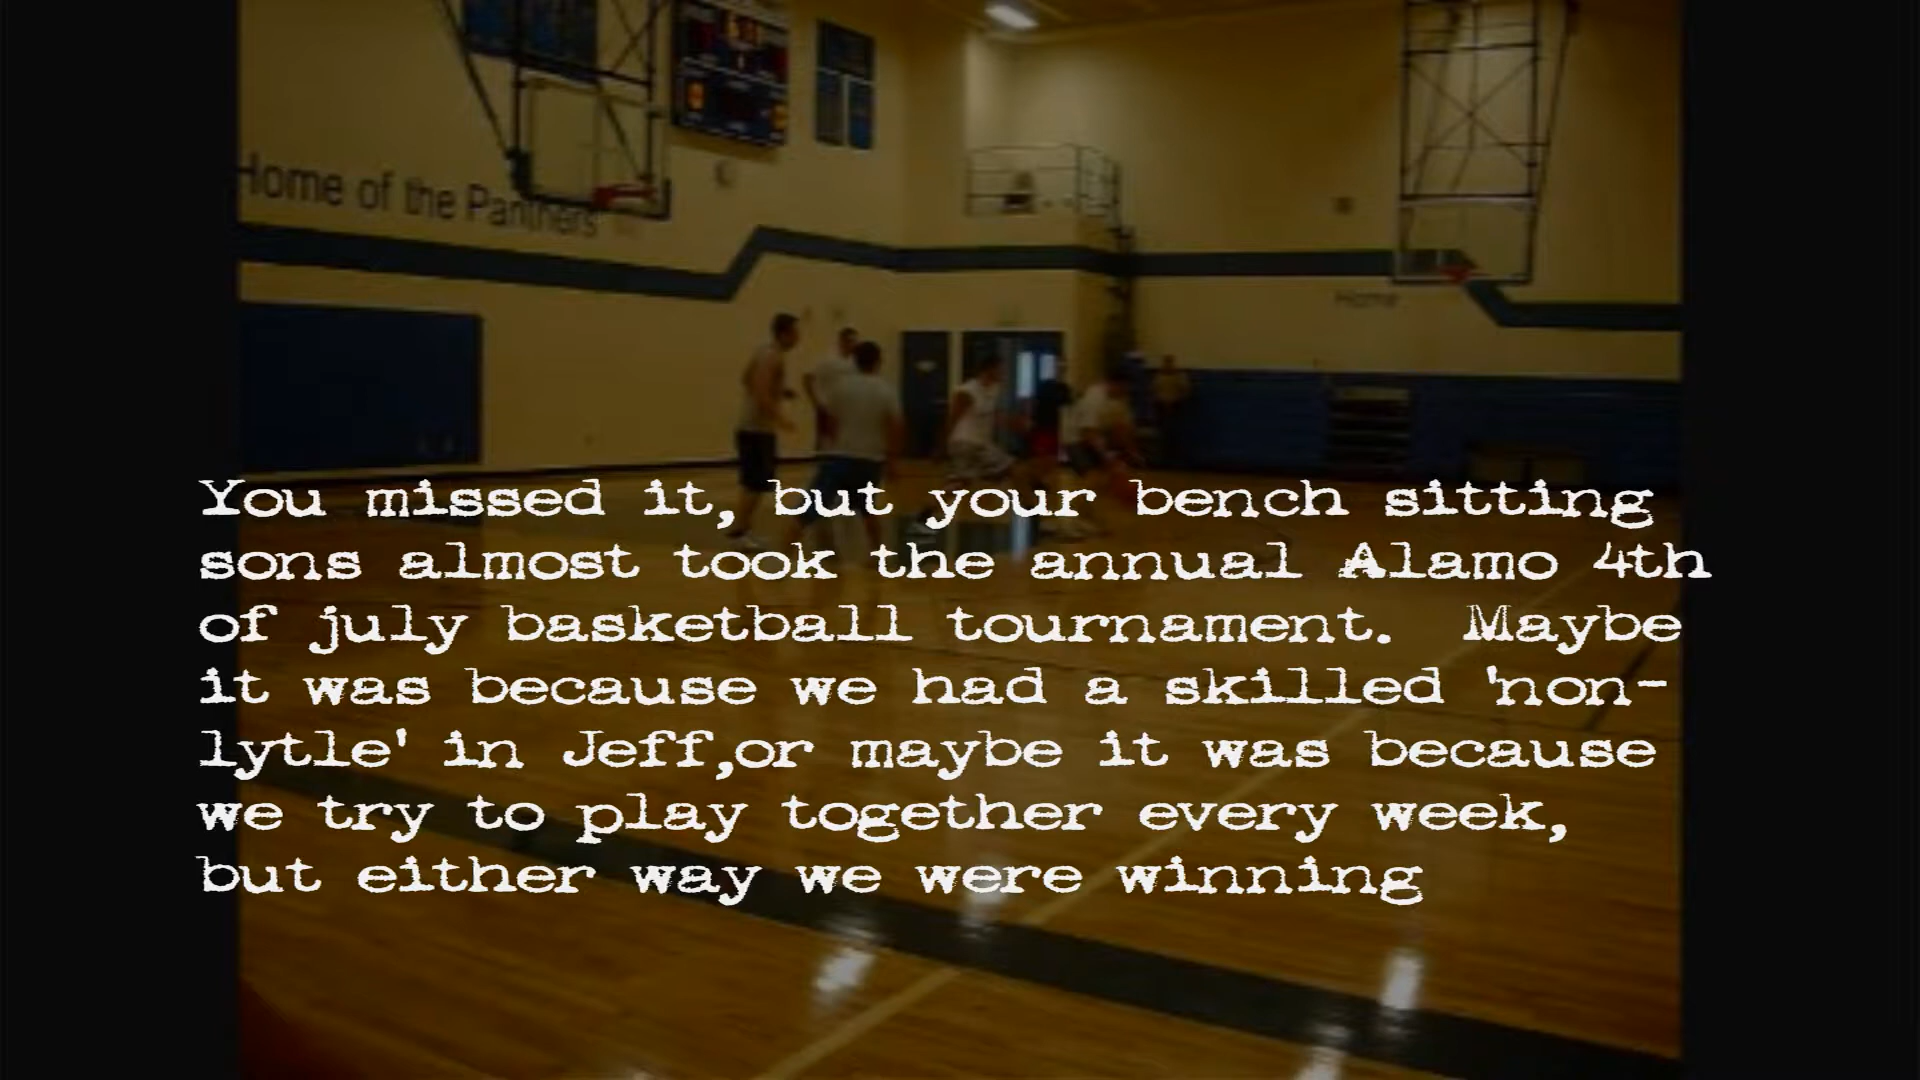 Home of the Panthers
Home
You missed it, but your bench sitting
sons almost took the annual Alamo 4th
of july basketball tournament.  Maybe
it was because we had a skilled 'non-
lytle' in Jeff,or maybe it was because
we try to play together every week,
but either way we were winning